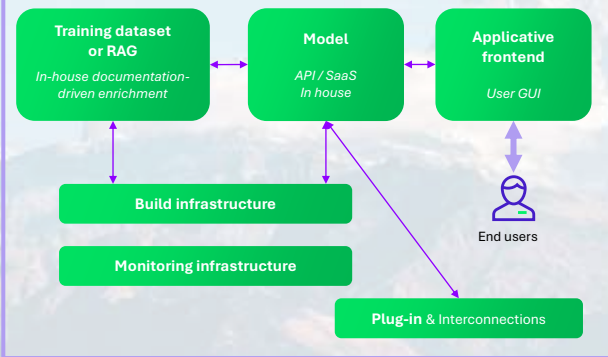 Training dataset
or RAG
In-house documentation-
driven enrichment
Model
API / SaaS
In house
Applicative
frontend
User GUI
Build infrastructure
End users
Monitoring infrastructure
Plug-in & Interconnections